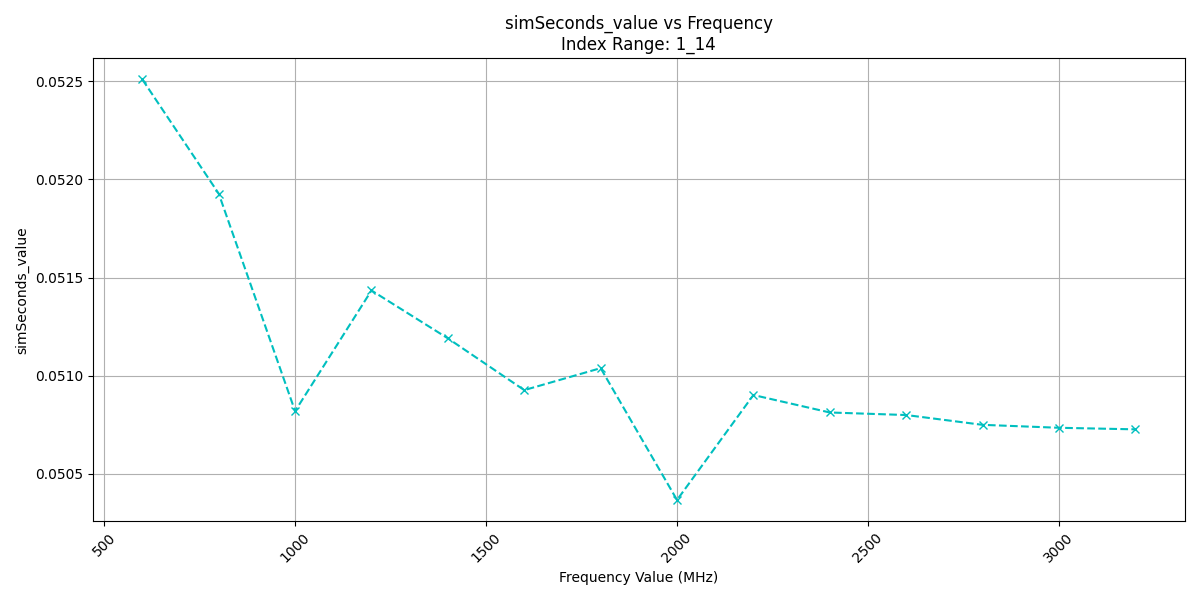 simSeconds_value vs Frequency
Index Range: 1_14
0.0525
0.0520
0.0515
0.0510
0.0505
simSeconds_value
500
1000
1500
2000
2500
3000
Frequency Value (MHz)